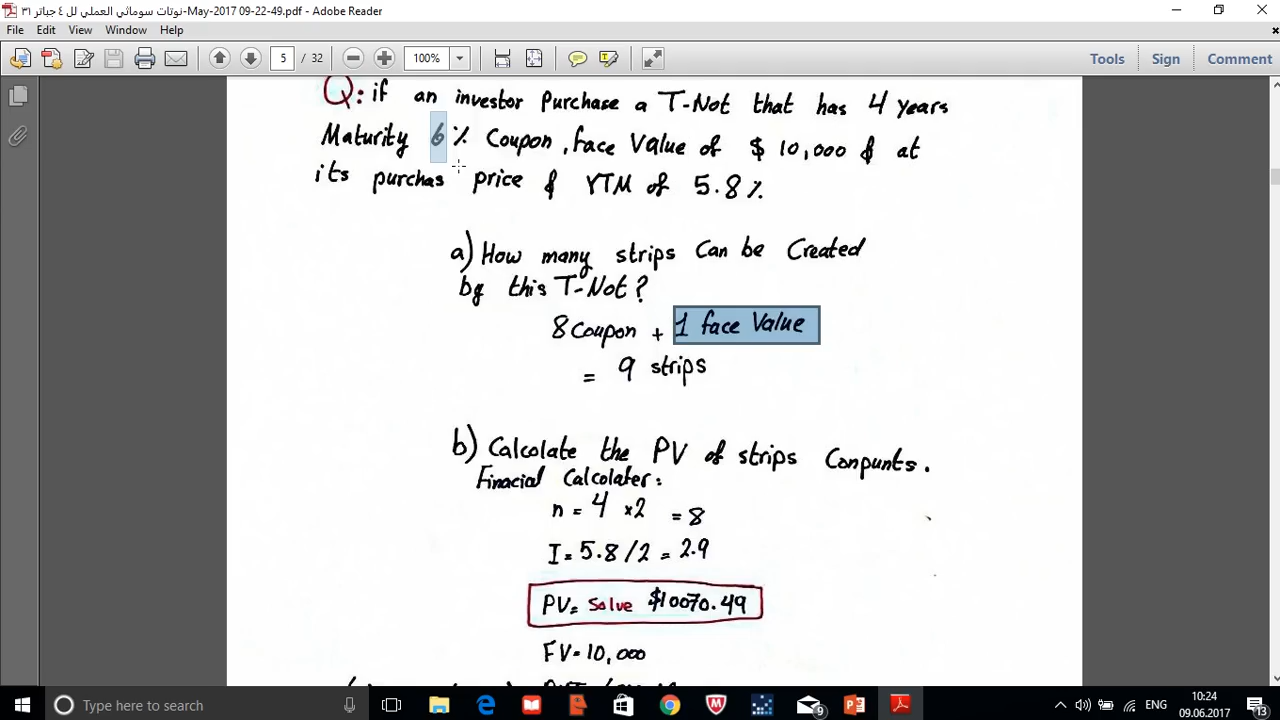 نوتات سوماثي العملي لل ٤ جباتر ٣١-May-2017 09-22-49.pdf - Adobe Reader
File Edit View Window Help
5 / 32 100% Tools Sign Comment
Q: if an investor Purchase a T-Not that has 4 years
Maturity 6% Coupon, face Value of $ 10,000 & at
its purchas price & YTM of 5.8%
a) How many strips Can be Created
by this T-Not?
8 Coupon + 1 face Value
= 9 strips
b) Calculate the PV of strips Conpunts.
Finacial Calculater:
n = 4 ×2 = 8
I = 5.8/2 = 2.9
PV= Solve $10070.49
FV=10,000
Type here to search
9
ENG
10:24
09.06.2017
13